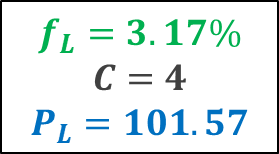 f_L = 3.17%
C = 4
P_L = 101.57